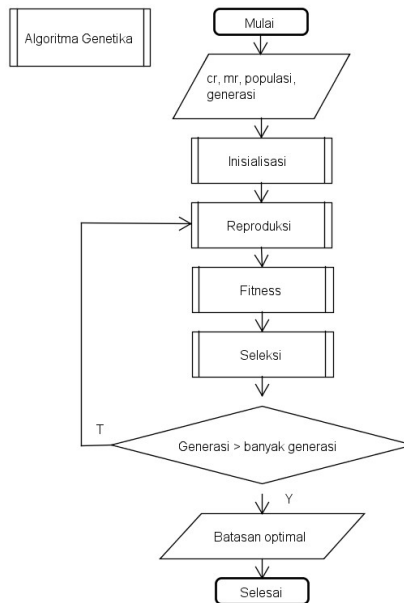 Algoritma Genetika
Mulai
cr, mr, populasi,
generasi
Inisialisasi
Reproduksi
Fitness
Seleksi
T
Generasi > banyak generasi
Y
Batasan optimal
Selesai